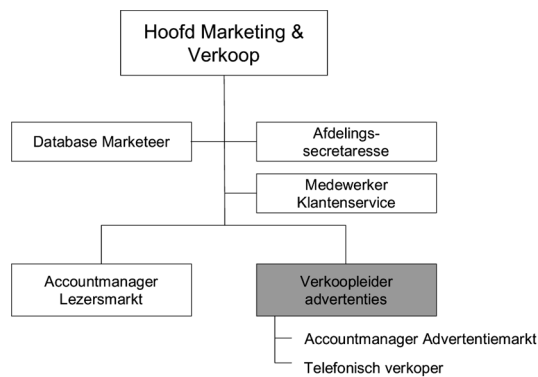 Hoofd Marketing &
Verkoop
Database Marketeer
Afdelings-
secretaresse
Medewerker
Klantenservice
Accountmanager
Lezersmarkt
Verkoopleider
advertenties
Accountmanager Advertentiemarkt
Telefonisch verkoper